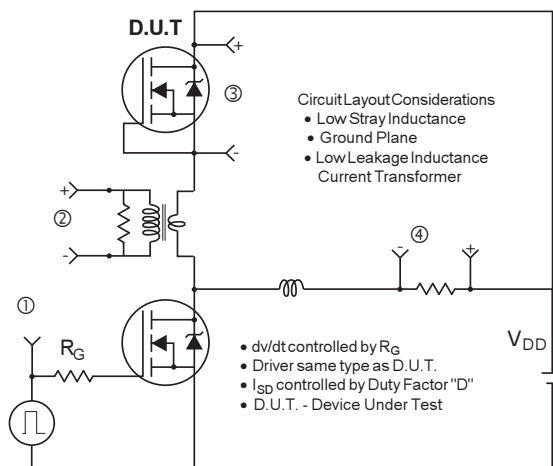 D.U.T
+
③
-
Circuit Layout Considerations
• Low Stray Inductance
• Ground Plane
• Low Leakage Inductance
Current Transformer
+
②
-
④
-
+
①
RG
VDD
• dv/dt controlled by RG
• Driver same type as D.U.T.
• ISD controlled by Duty Factor "D"
• D.U.T. - Device Under Test